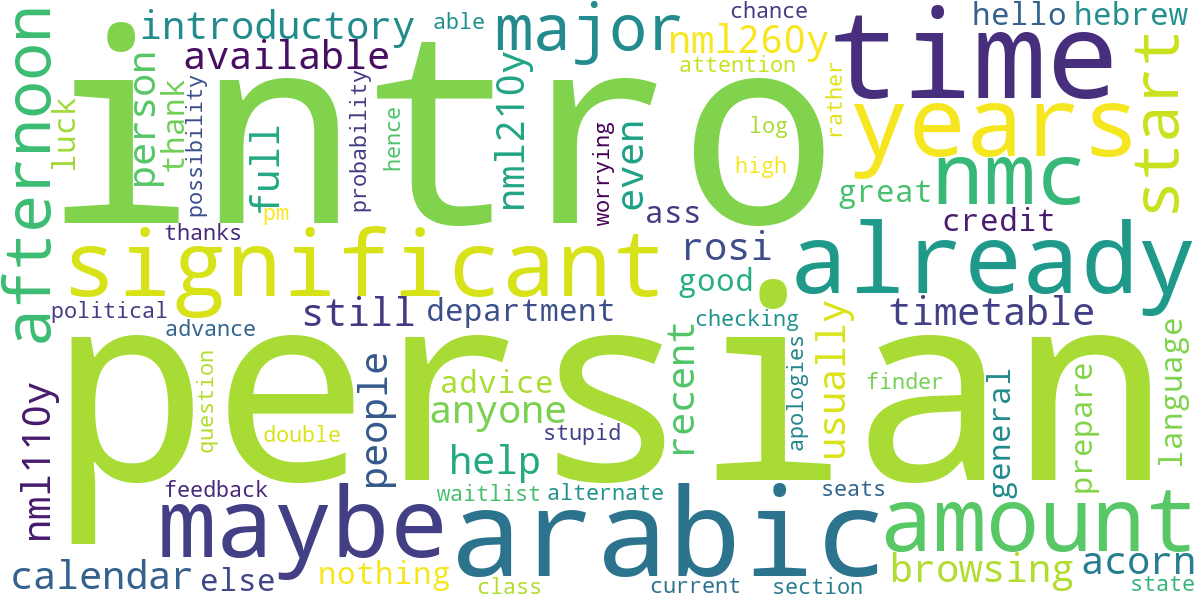 intro
persian
time
years
already
significant
arabic
maybe
amount
nmc
major
afternoon
start
introductory
available
nml260y
nml210y
hello
hebrew
able
chance
attention
rather
person
thank
luck
possibility
probability
hence
full
pm
log
high
worrying
even
ass
great
credit
thanks
rosi
good
political
advance
still
department
checking
timetable
nml110y
question
double
people
advice
anyone
stupid
help
recent
apologies
usually
finder
general
prepare
language
feedback
waitlist
alternate
seats
calendar
else
nothing
class
current
section
browsing
acorn
state